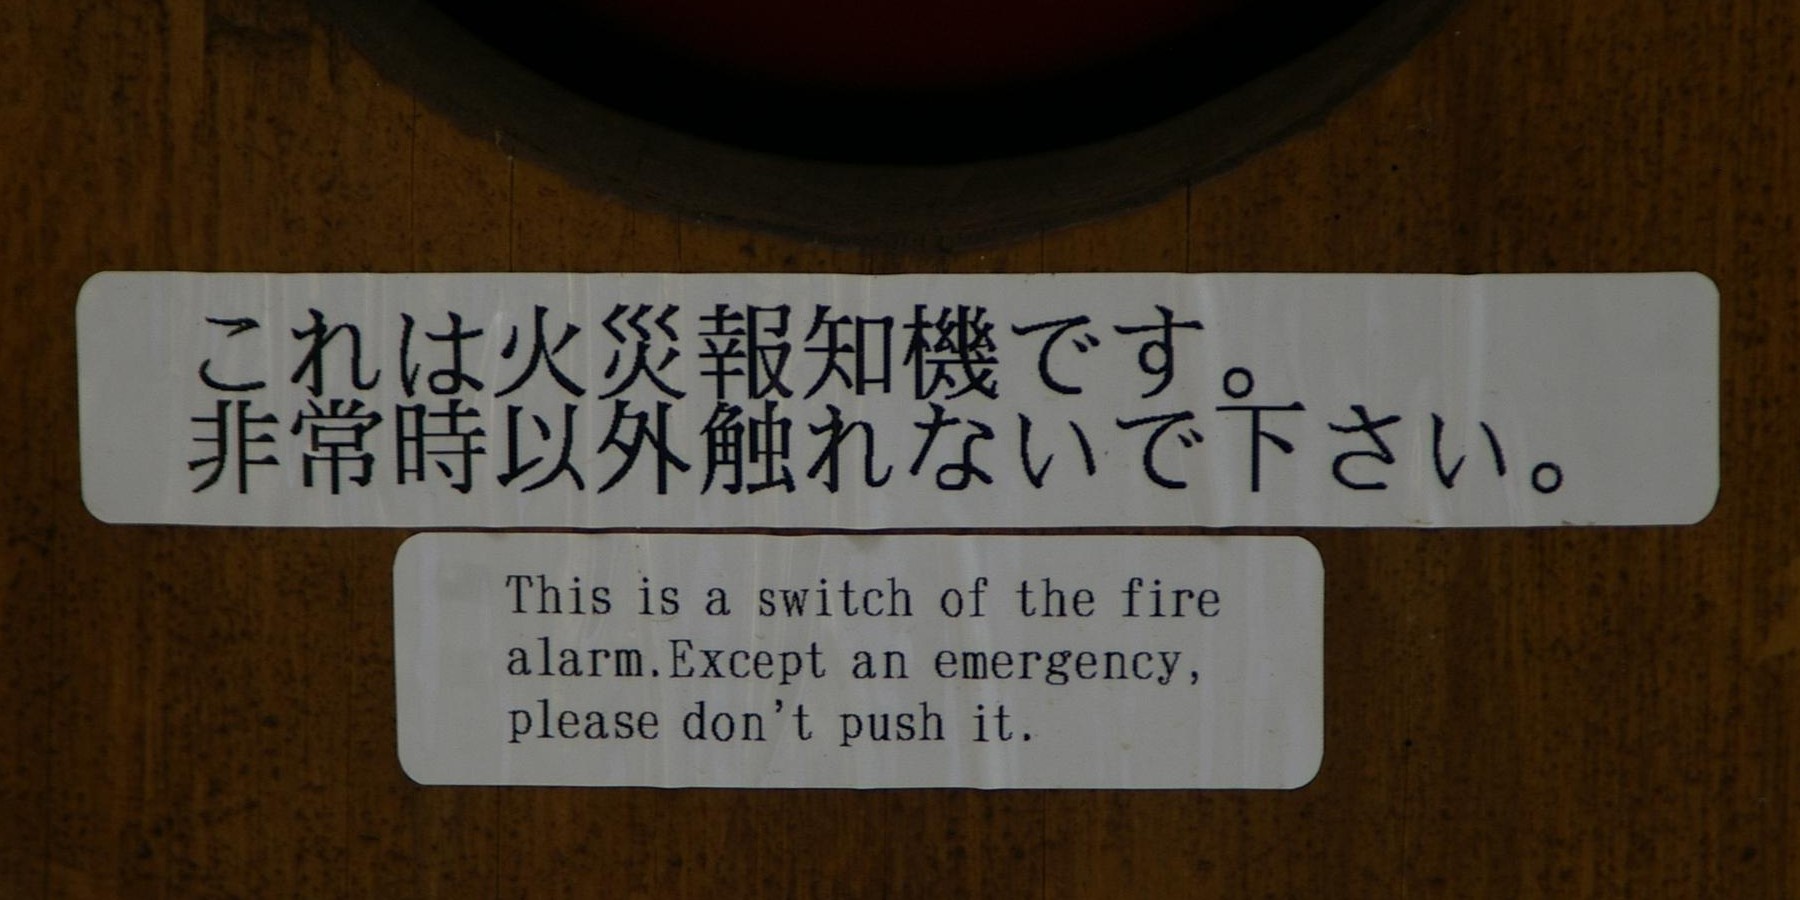 これは火災報知機です。
非常時以外触れないで下さい。
This is a switch of the fire
alarm.Except an emergency,
please don't push it.